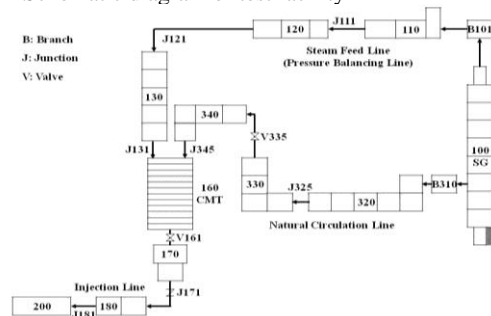 B: Branch
J: Junction
V: Valve
J121
120
J111
110
B101
Steam Feed Line
(Pressure Balancing Line)
130
340
V335
J131
J345
100
SG
160
CMT
330
J325
320
B310
Natural Circulation Line
V161
170
Injection Line
J171
200
J181
180